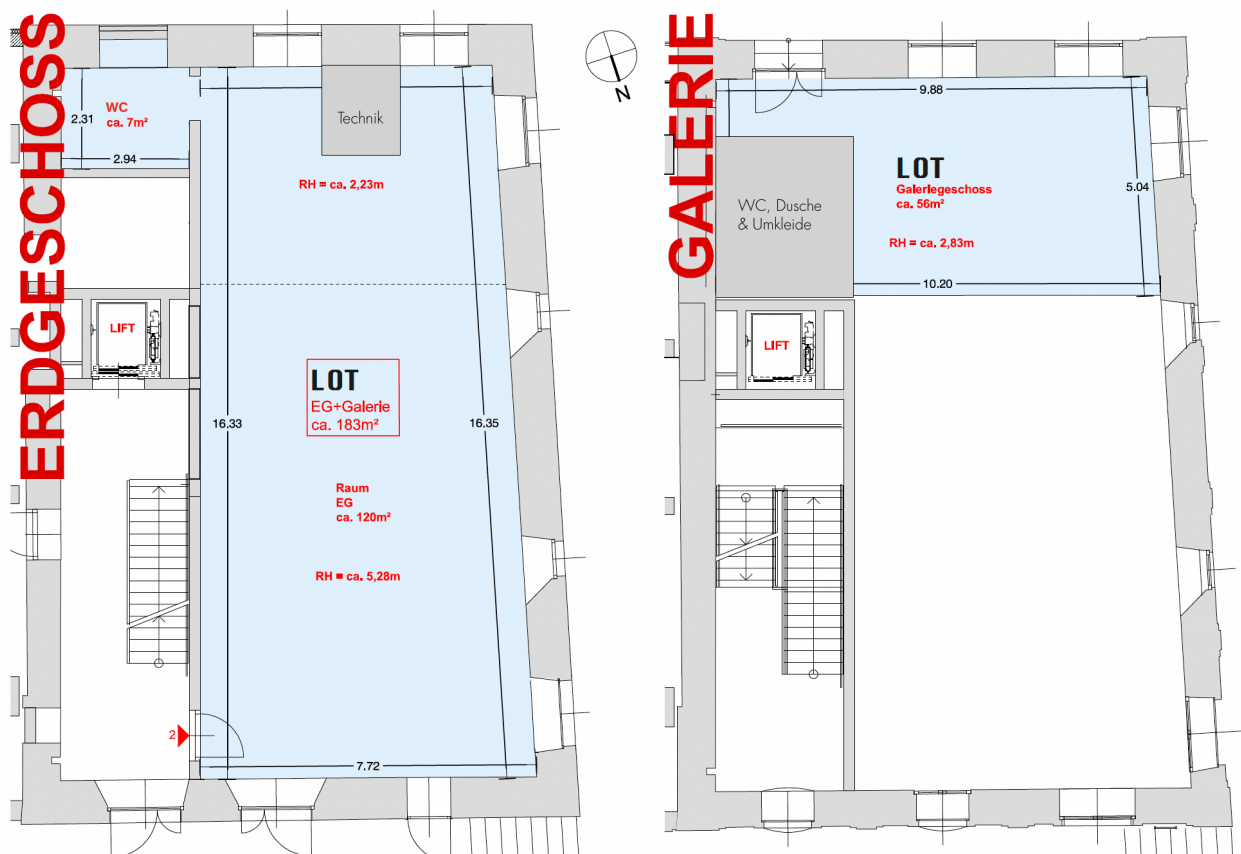 ERDGESCHOSS
WC
ca. 7m²
2.31
2.94
Technik
RH = ca. 2,23m
LIFT
LOT
EG+Galerie
ca. 183m²
16.33
16.35
Raum
EG
ca. 120m²
RH = ca. 5,28m
2
7.72
N
GALERIE
9.88
LOT
Galeriegeschoss
ca. 56m²
5.04
WC, Dusche
& Umkleide
RH = ca. 2,83m
10.20
LIFT